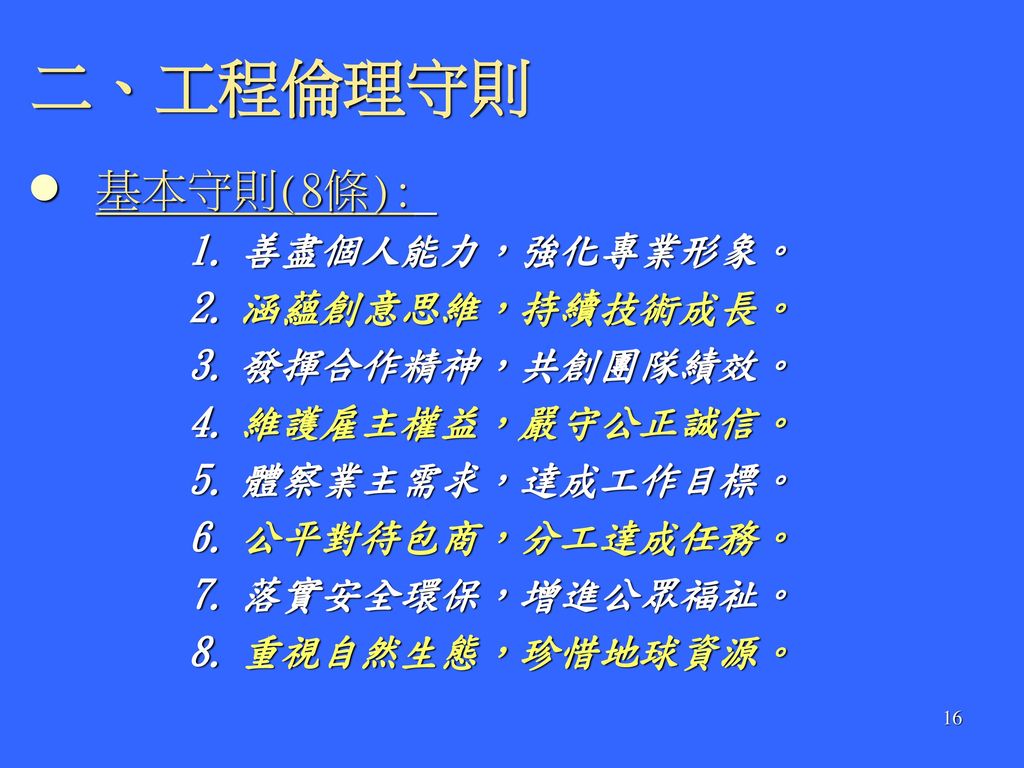 二、工程倫理守則
● 基本守則(8條):
1. 善盡個人能力，強化專業形象。
2. 涵蘊創意思維，持續技術成長。
3. 發揮合作精神，共創團隊績效。
4. 維護雇主權益，嚴守公正誠信。
5. 體察業主需求，達成工作目標。
6. 公平對待包商，分工達成任務。
7. 落實安全環保，增進公眾福祉。
8. 重視自然生態，珍惜地球資源。
16